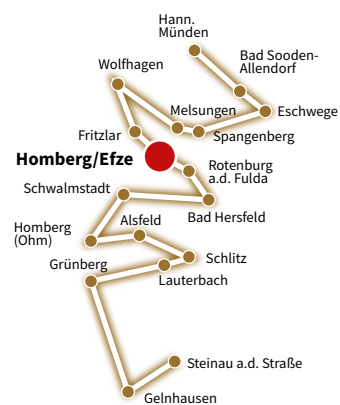 Hann.
Münden
Bad Sooden-
Allendorf
Wolfhagen
Melsungen
Eschwege
Fritzlar
Spangenberg
Homberg/Efze
Rotenburg
a.d. Fulda
Schwalmstadt
Bad Hersfeld
Homberg
(Ohm)
Alsfeld
Schlitz
Grünberg
Lauterbach
Steinau a.d. Straße
Gelnhausen